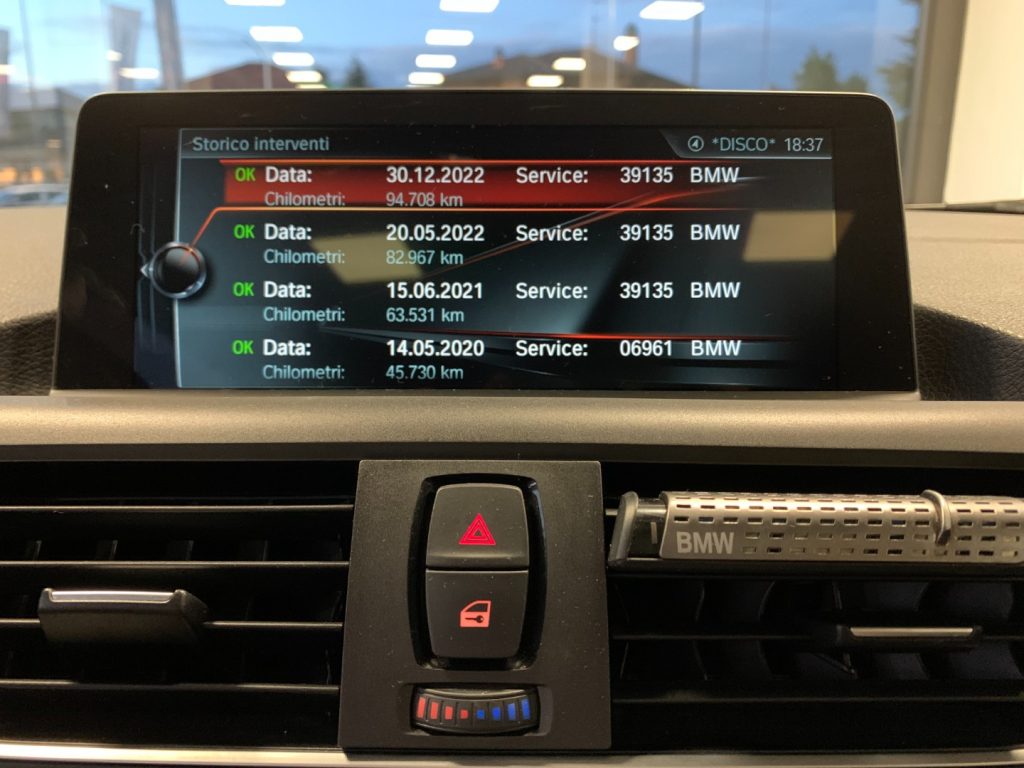 Storico interventi *DISCO* 18:37
OK Data: 30.12.2022 Service: 39135 BMW
Chilometri: 94.708 km
OK Data: 20.05.2022 Service: 39135 BMW
Chilometri: 82.967 km
OK Data: 15.06.2021 Service: 39135 BMW
Chilometri: 63.531 km
OK Data: 14.05.2020 Service: 06961 BMW
Chilometri: 45.730 km
BMW